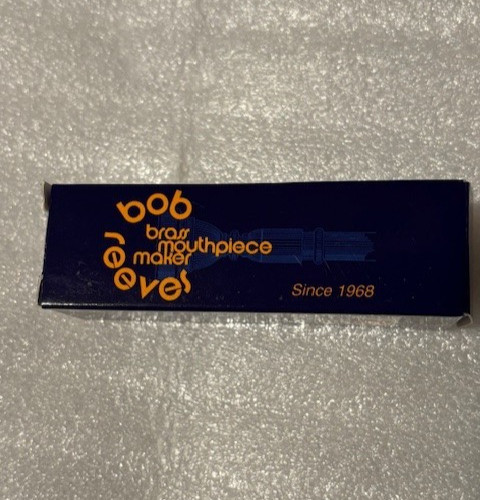 bob
brass
mouthpiece
maker
reeves
Since 1968